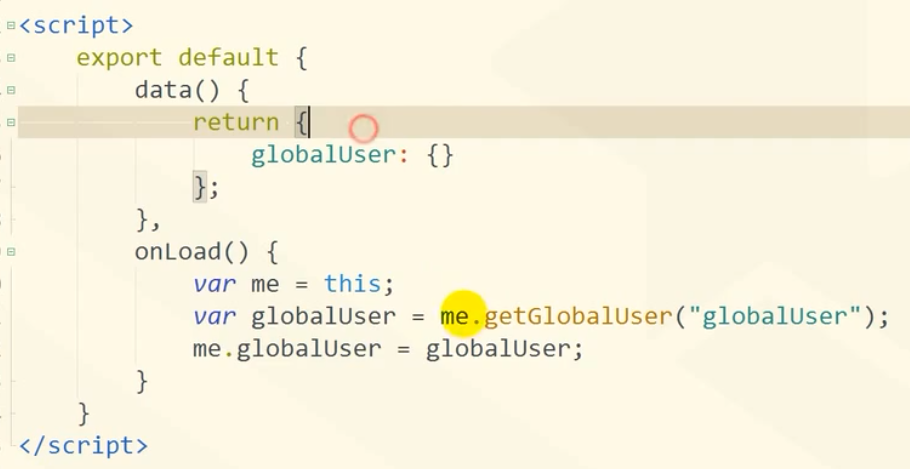 <script>
export default {
data() {
return {
globalUser: {}
};
},
onLoad() {
var me = this;
var globalUser = me.getGlobalUser("globalUser");
me.globalUser = globalUser;
}
}
</script>